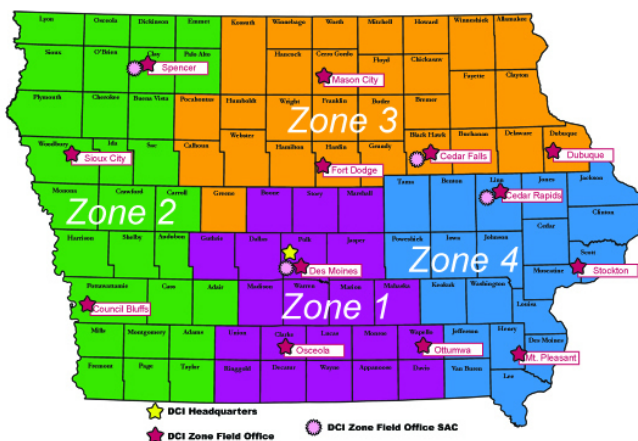 Lyon Osceola Dickinson Emmet Kossuth Winnebago Worth Mitchell Howard Winneshiek Allamakee
Sioux O'Brien Clay Palo Alto Hancock Cerro Gordo Floyd Chickasaw
Spencer
Mason City
Fayette Clayton
Plymouth Cherokee Buena Vista Pocahontas Humboldt Wright Franklin Butler Bremer
Zone 3
Webster
Black Hawk Buchanan Delaware Dubuque
Woodbury Ida Sac Calhoun Hamilton Hardin Grundy
Sioux City
Cedar Falls
Dubuque
Fort Dodge
Tama Benton Linn Jones Jackson
Monona Crawford Carroll Greene Boone Story Marshall
Cedar Rapids
Zone 2
Clinton
Cedar
Harrison Shelby Audubon Guthrie Dallas Polk Jasper Poweshiek Iowa Johnson
Zone 4
Scott
Des Moines
Muscatine
Stockton
Pottawattamie Cass Adair Madison Warren Marion Mahaska Keokuk Washington
Louisa
Council Bluffs
Zone 1
Mills Montgomery Adams Union Clarke Lucas Monroe Wapello Jefferson Henry
Des Moines
Osceola
Ottumwa
Mt. Pleasant
Fremont Page Taylor Ringgold Decatur Wayne Appanoose Davis Van Buren Lee
DCI Headquarters
DCI Zone Field Office SAC
DCI Zone Field Office